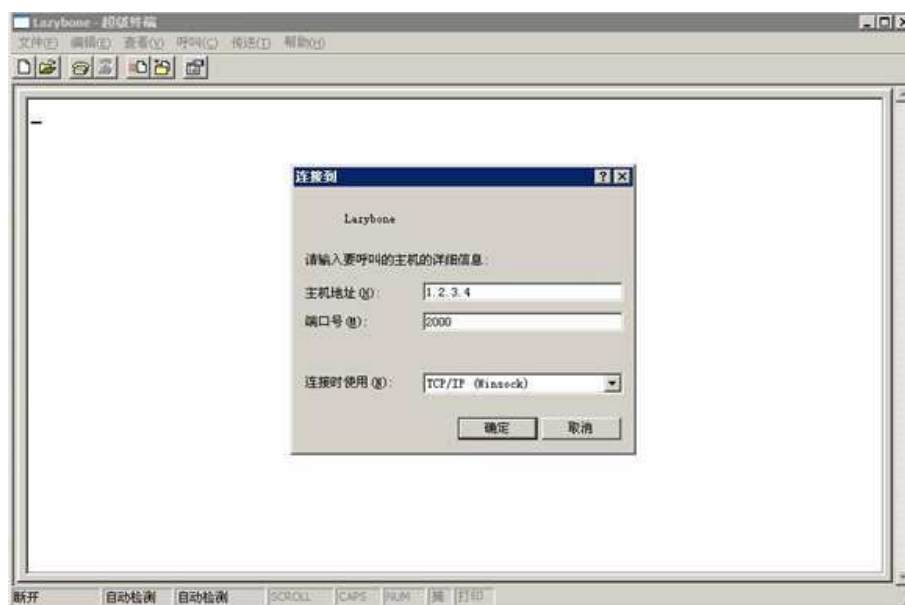 Lazybone - 超级终端
文件(F) 编辑(E) 查看(V) 呼叫(C) 传送(T) 帮助(H)
连接到
Lazybone
请输入要呼叫的主机的详细信息:
主机地址(H): 1.2.3.4
端口号(M): 2000
连接时使用(N): TCP/IP (Winsock)
确定 取消
断开 自动检测 自动检测 SCROLL CAPS NUM 捕 打印